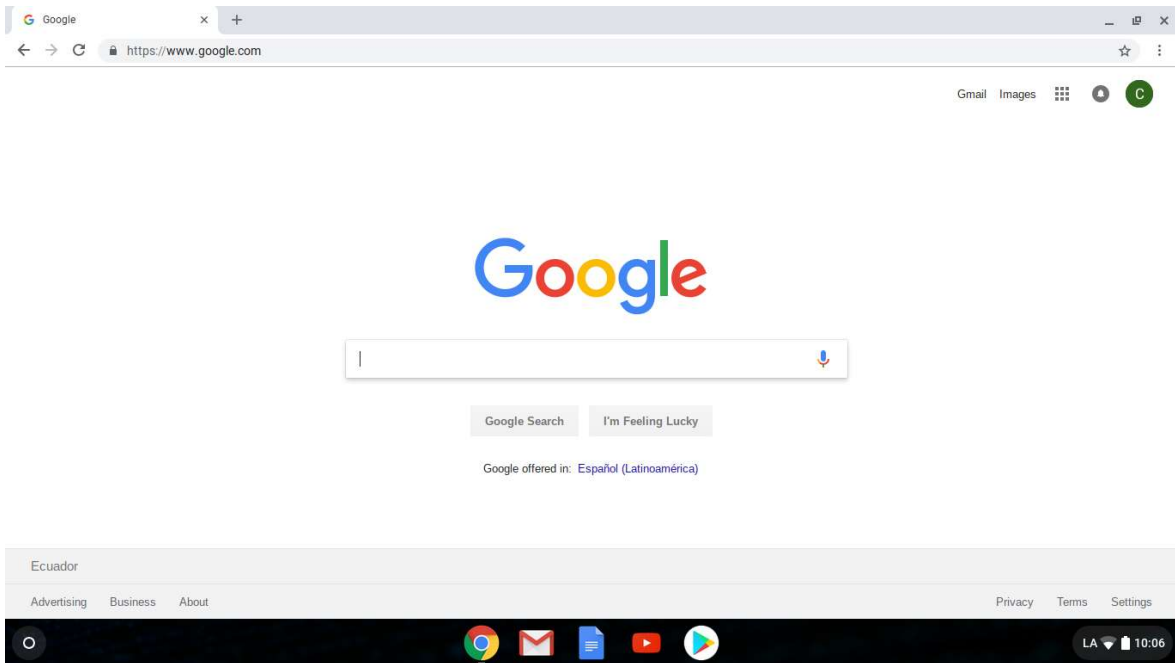 Google
https://www.google.com
Gmail Images
C
Google
Google Search I'm Feeling Lucky
Google offered in: Español (Latinoamérica)
Ecuador
Advertising Business About Privacy Terms Settings
LA 10:06